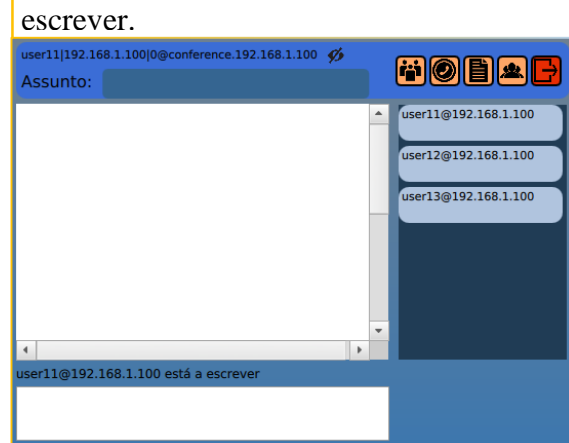 escrever.
user11|192.168.1.100|0@conference.192.168.1.100
Assunto:
user11@192.168.1.100
user12@192.168.1.100
user13@192.168.1.100
user11@192.168.1.100 está a escrever